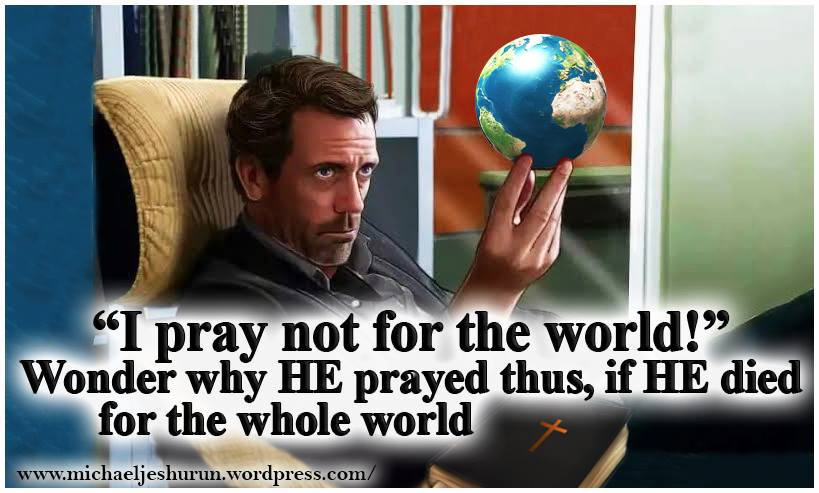 “I pray not for the world!”
Wonder why HE prayed thus, if HE died
for the whole world
www.michaeljeshurun.wordpress.com/